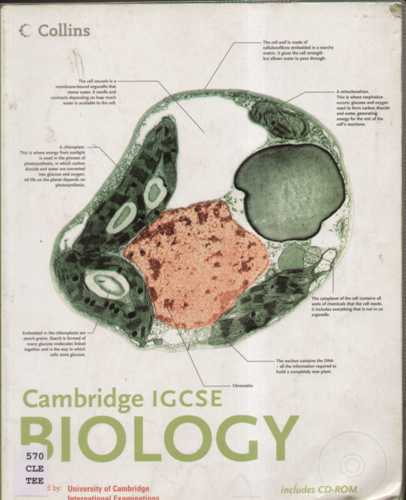 Collins
The cell wall is made of
cellulose fibres embedded in a starchy
matrix. It gives the cell strength
but allows water to pass through.
The cell vacuole is a
membrane-bound organelle that
stores water. It swells and
contracts depending on how much
water is available to the cell.
A mitochondrion.
This is where respiration
occurs: glucose and oxygen
used to form carbon dioxide
and water, generating
energy for the rest of the
cell's reactions.
A chloroplast.
This is where energy from sunlight
is used in the process of
photosynthesis, in which carbon
dioxide and water are converted
into glucose and oxygen.
All life on the planet depends on
photosynthesis.
The cytoplasm of the cell contains all
sorts of chemicals that the cell needs.
It includes everything that is not in an
organelle.
Embedded in the chloroplasts are
starch grains. Starch is formed of
many glucose molecules linked
together and is the way in which
cells store glucose.
The nucleus contains the DNA
– all the information required to
build a completely new plant.
Chromatin
Cambridge IGCSE
BIOLOGY
570
CLE
TEE
d by:
University of Cambridge
International Examinations
includes CD-ROM